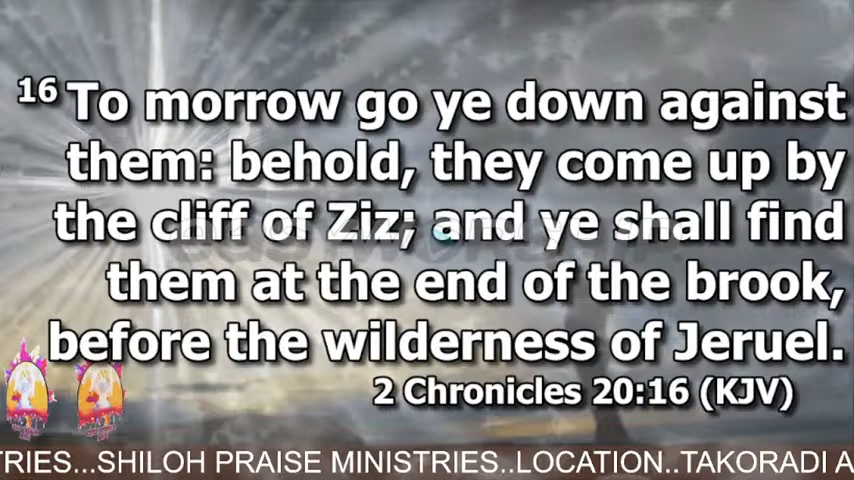 16 To morrow go ye down against
them: behold, they come up by
the cliff of Ziz; and ye shall find
them at the end of the brook,
before the wilderness of Jeruel.
2 Chronicles 20:16 (KJV)
TRIES...SHILOH PRAISE MINISTRIES..LOCATION..TAKORADI A